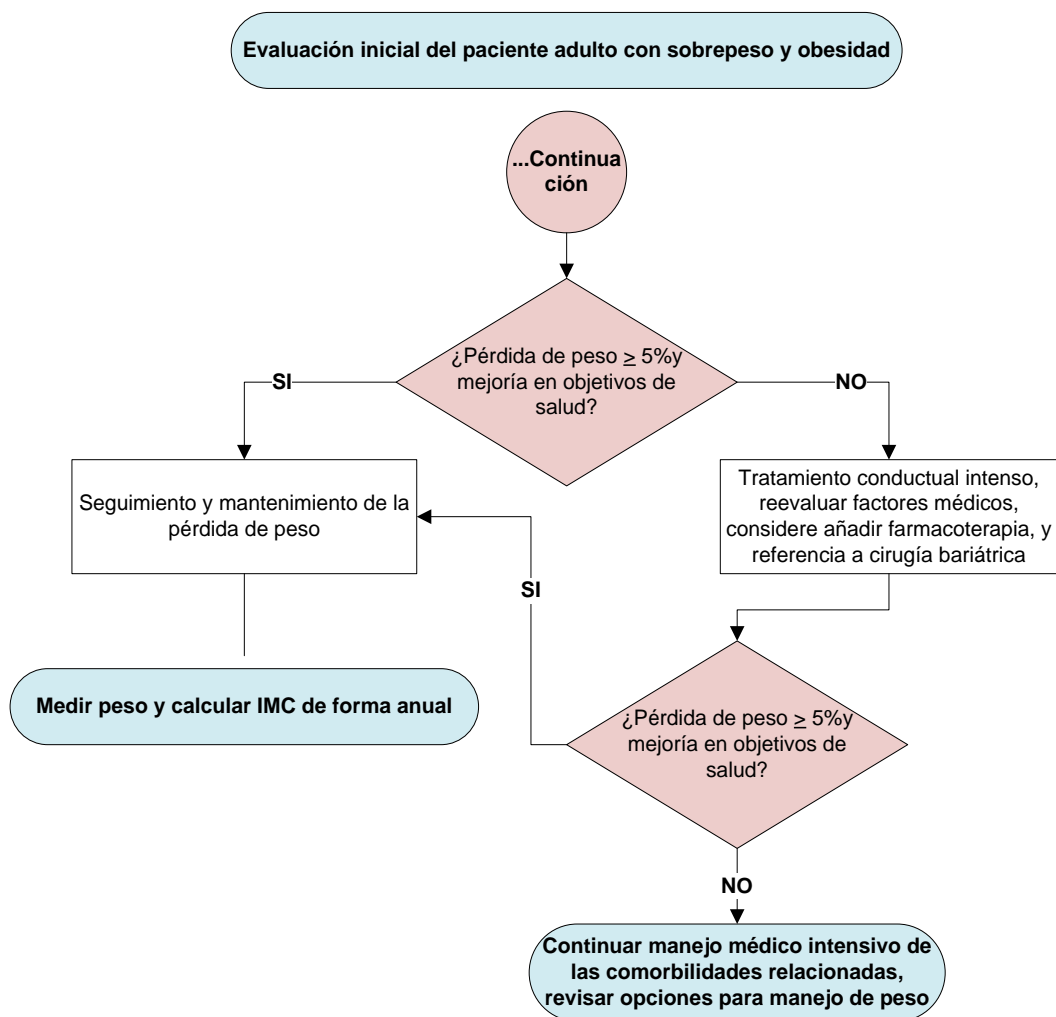 Evaluación inicial del paciente adulto con sobrepeso y obesidad
...Continua
ción
¿Pérdida de peso ≥ 5%y
mejoría en objetivos de
salud?
SI
NO
Seguimiento y mantenimiento de la
pérdida de peso
Tratamiento conductual intenso,
reevaluar factores médicos,
considere añadir farmacoterapia, y
referencia a cirugía bariátrica
SI
Medir peso y calcular IMC de forma anual
¿Pérdida de peso ≥ 5%y
mejoría en objetivos de
salud?
NO
Continuar manejo médico intensivo de
las comorbilidades relacionadas,
revisar opciones para manejo de peso